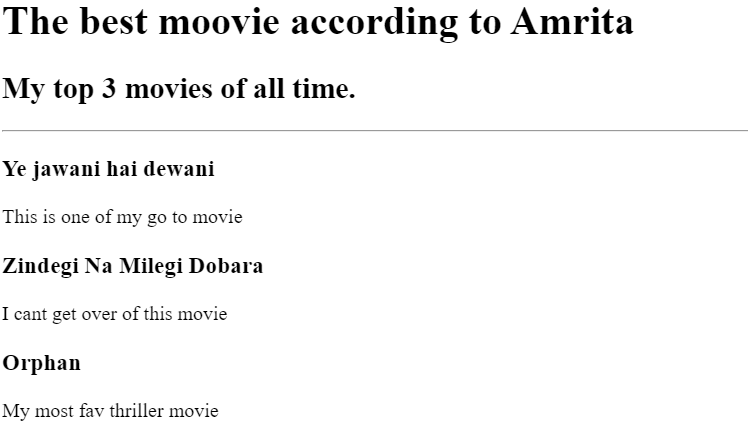 The best moovie according to Amrita
My top 3 movies of all time.
Ye jawani hai dewani
This is one of my go to movie
Zindegi Na Milegi Dobara
I cant get over of this movie
Orphan
My most fav thriller movie